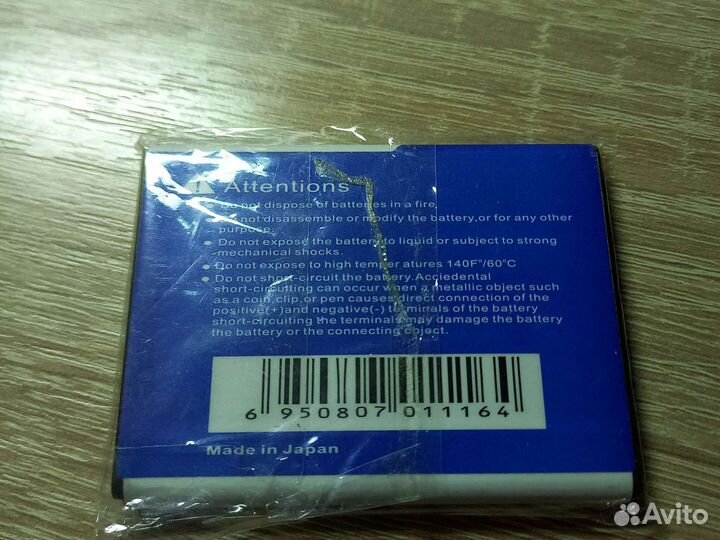 Attentions
Do not dispose of batteries in a fire,
Do not disassemble or modify the battery,or for any other
purpose.
Do not expose the battery to liquid or subject to strong
mechanical shocks.
Do not expose to high temper atures 140F°/60°C
Do not short-circuit the battery.Acciedental
short-circuiting can occur when a metallic object such
as.a coin,clip,or pen causes direct connection of the
positive(+)and negative(-) terminals of the battery
short-circuiting the terminals may damage the battery
the battery or the connecting object.
6 950807 011164
Made in Japan
Avito